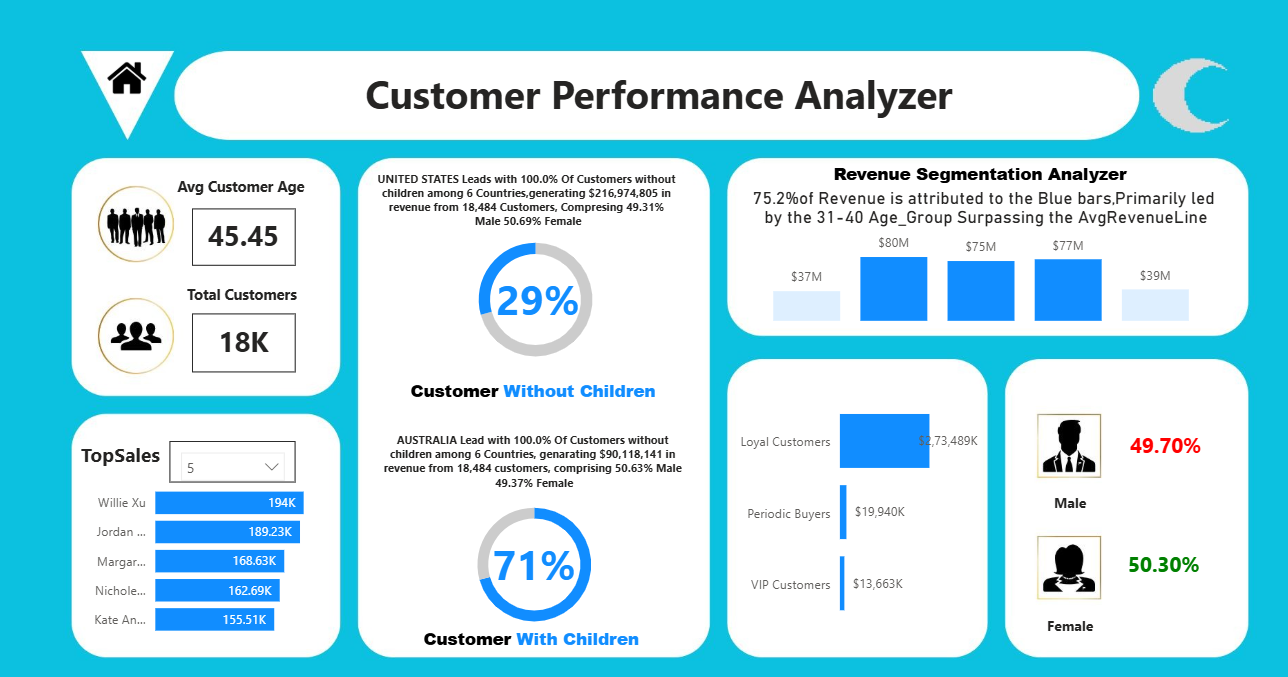 Customer Performance Analyzer
Avg Customer Age
45.45
Total Customers
18K
TopSales
5
Willie Xu
194K
Jordan ...
189.23K
Margar...
168.63K
Nichole...
162.69K
Kate An...
155.51K
UNITED STATES Leads with 100.0% Of Customers without
children among 6 Countries,generating $216,974,805 in
revenue from 18,484 Customers, Compresing 49.31%
Male 50.69% Female
29%
Customer Without Children
AUSTRALIA Lead with 100.0% Of Customers without
children among 6 Countries, genarating $90,118,141 in
revenue from 18,484 customers, comprising 50.63% Male
49.37% Female
71%
Customer With Children
Revenue Segmentation Analyzer
75.2%of Revenue is attributed to the Blue bars,Primarily led
by the 31-40 Age_Group Surpassing the AvgRevenueLine
$37M
$80M
$75M
$77M
$39M
Loyal Customers
$2,73,489K
Periodic Buyers
$19,940K
VIP Customers
$13,663K
49.70%
Male
50.30%
Female